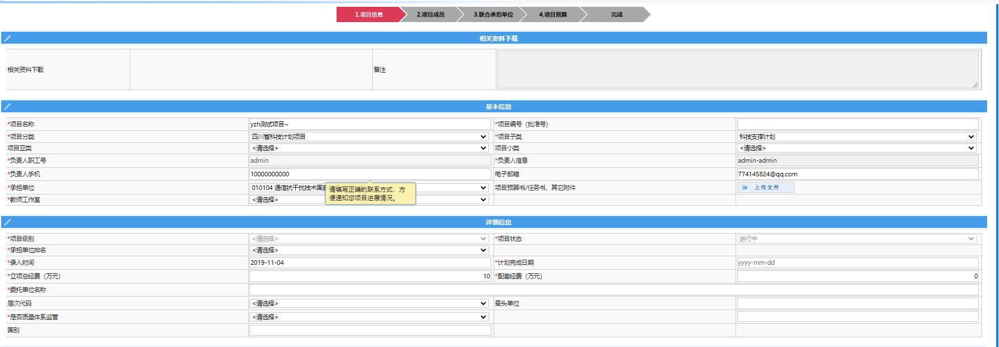 1.项目信息
2.项目成员
3.联合承担单位
4.项目预算
完成
相关资料下载
相关资料下载
备注
基本信息
*项目名称
yzh测试项目~
*项目编号（批准号）
*项目分类
四川省科技计划项目
*项目子类
科技支撑计划
项目亚类
<请选择>
项目小类
<请选择>
*负责人职工号
admin
*负责人信息
admin-admin
*负责人手机
10000000000
电子邮箱
774145824@qq.com
*承担单位
010104 通信抗干扰技术国
请填写正确的联系方式，方
便通知您项目进展情况。
项目预算书/任务书、其它附件
上传文件
*教师工作室
<请选择>
详细信息
*项目级别
<请选择>
*项目状态
进行中
*承担单位排名
<请选择>
*录入时间
2019-11-04
*计划完成日期
yyyy-mm-dd
*立项总经费（万元）
10
*配套经费（万元）
0
*委托单位名称
层次代码
<请选择>
牵头单位
*是否质量体系监管
<请选择>
国别